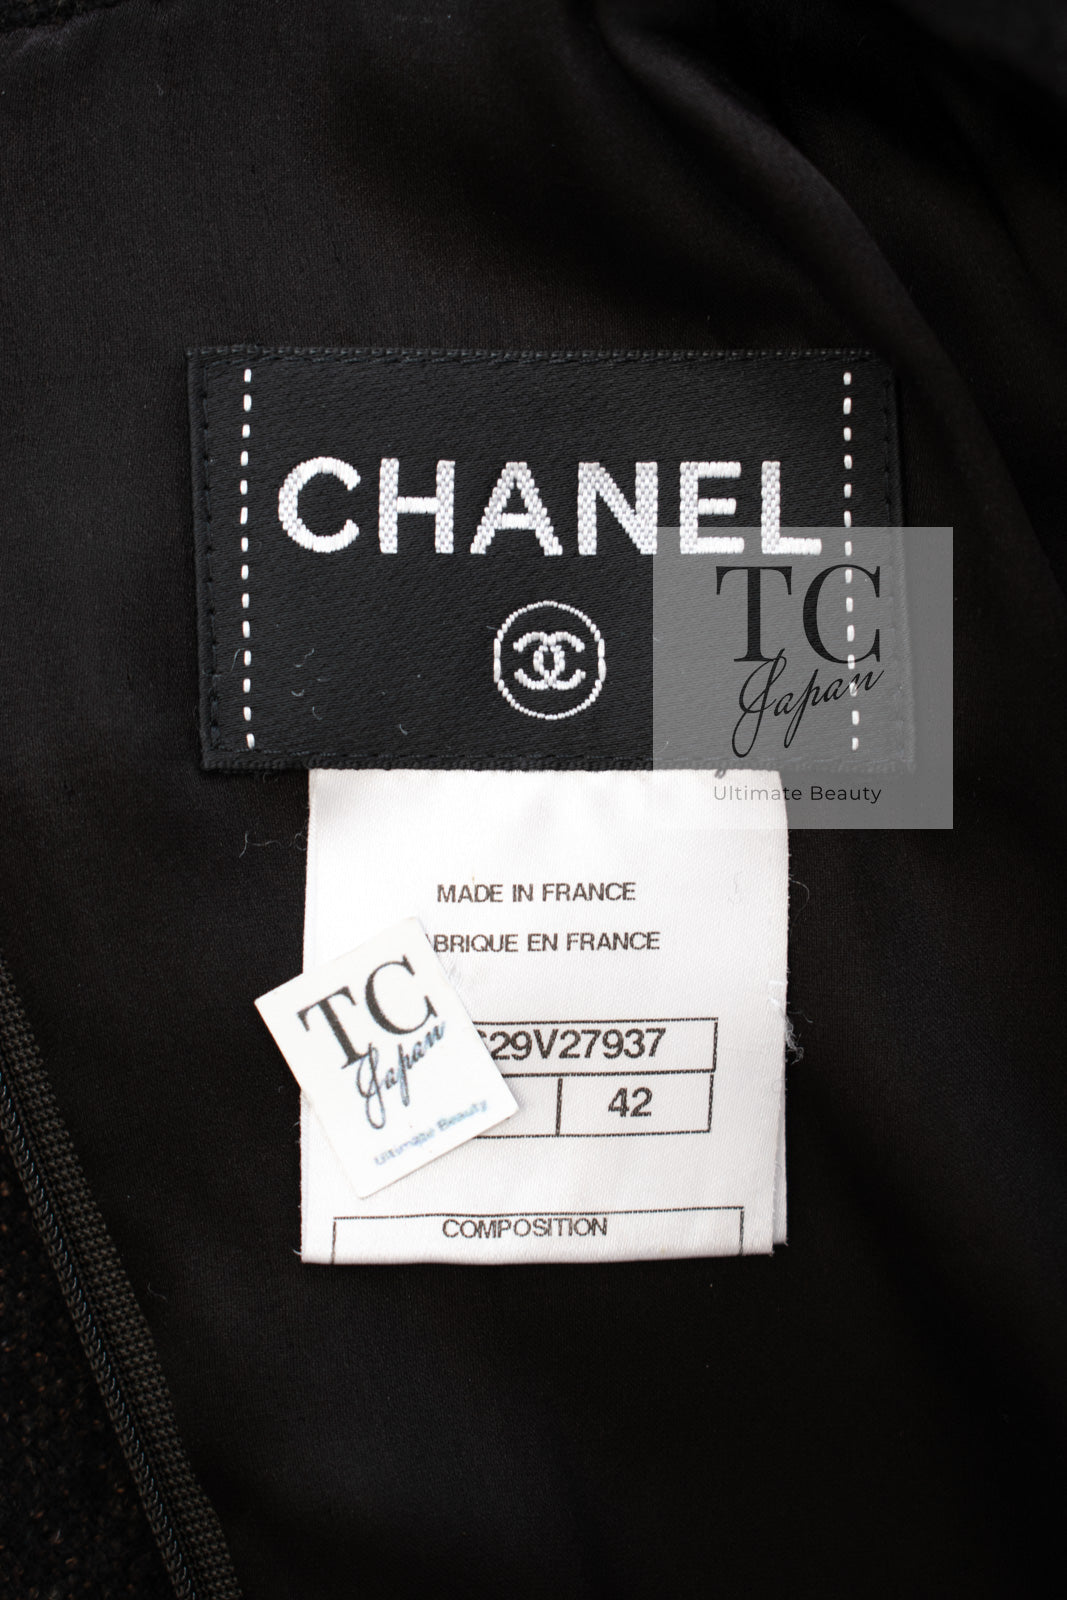 CHANEL
TC
Japan
Ultimate Beauty
MADE IN FRANCE
ABRIQUE EN FRANCE
TC
Japan
Ultimate Beauty
29V27937
42
COMPOSITION